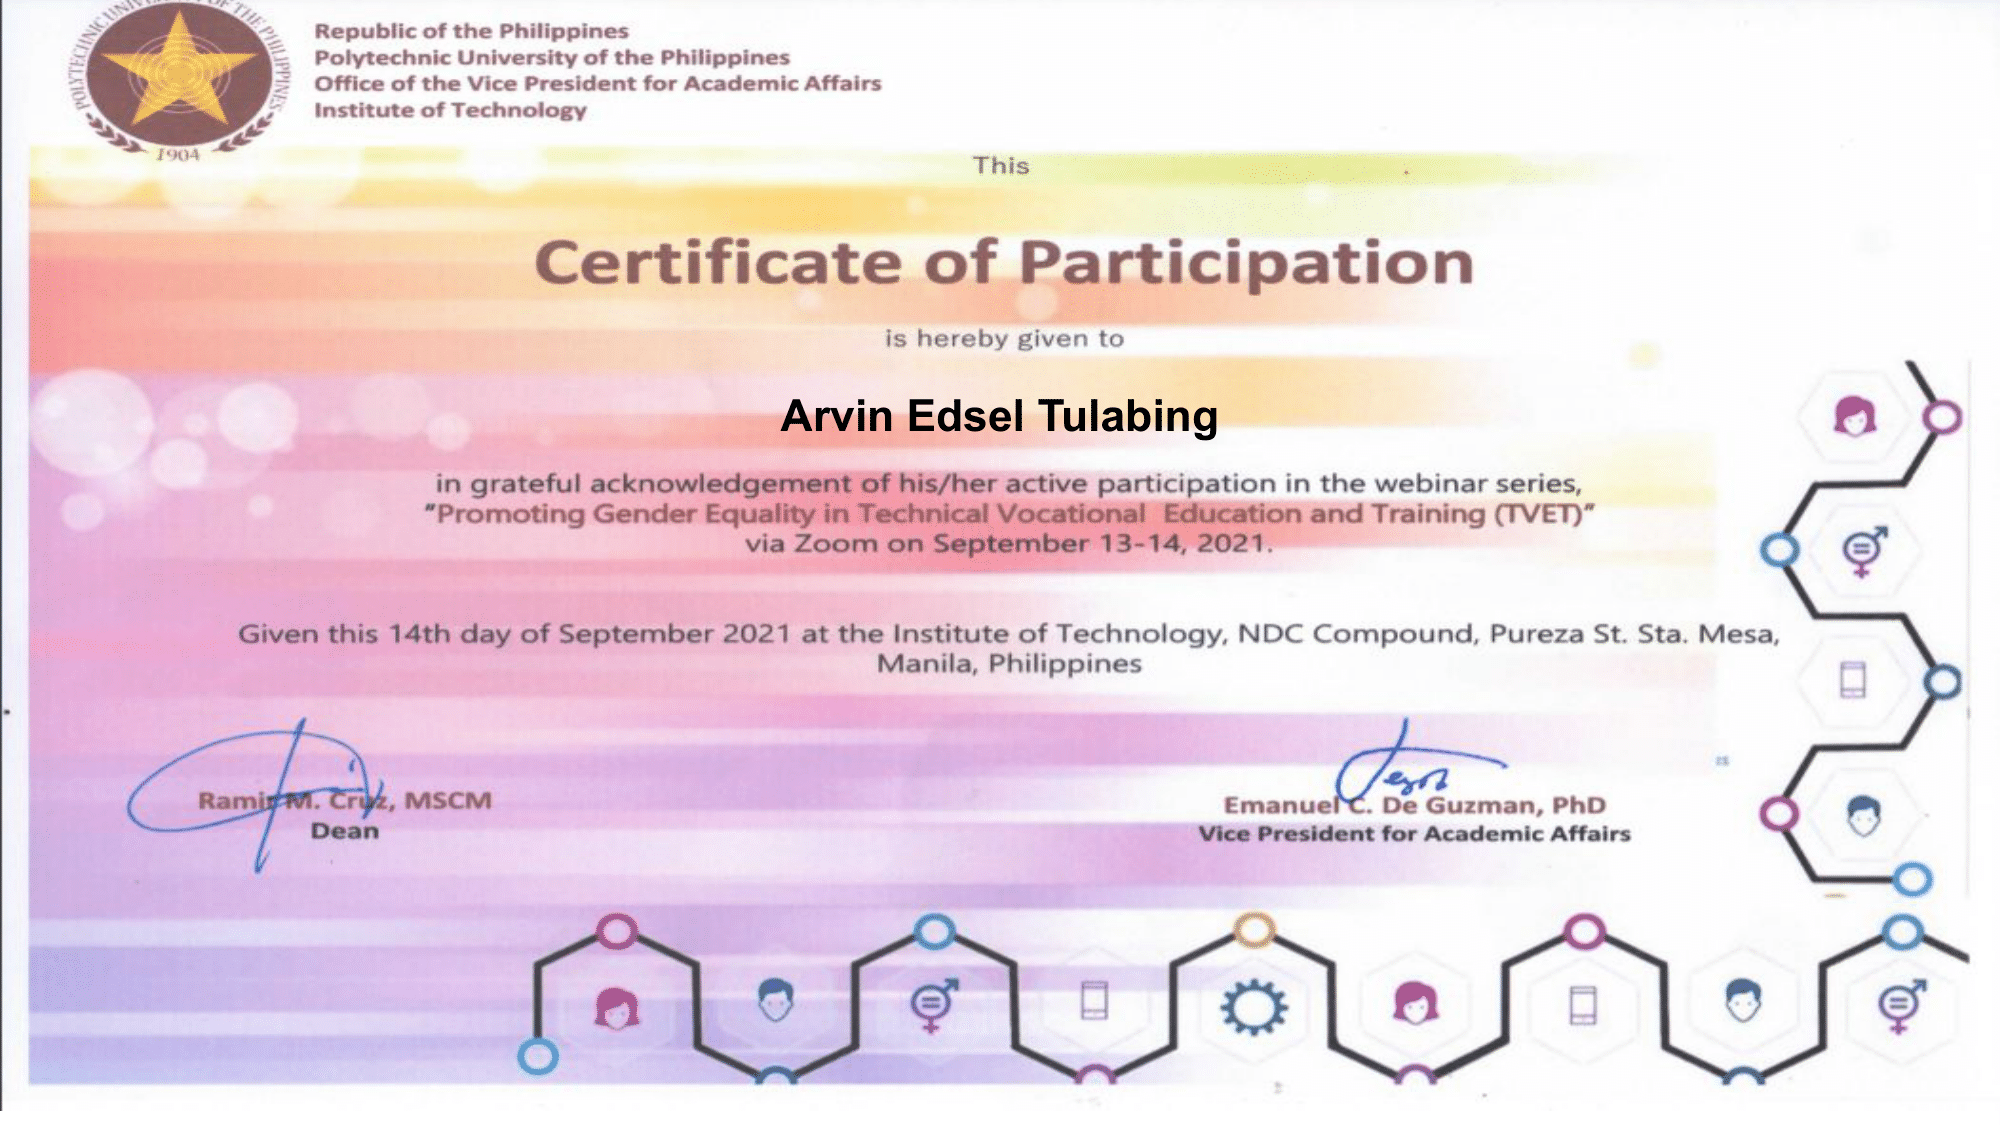 POLYTECHNIC UNIVERSITY OF THE PHILIPPINES
1904
Republic of the Philippines
Polytechnic University of the Philippines
Office of the Vice President for Academic Affairs
Institute of Technology
This
Certificate of Participation
is hereby given to
Arvin Edsel Tulabing
in grateful acknowledgement of his/her active participation in the webinar series,
"Promoting Gender Equality in Technical Vocational Education and Training (TVET)"
via Zoom on September 13-14, 2021.
Given this 14th day of September 2021 at the Institute of Technology, NDC Compound, Pureza St. Sta. Mesa,
Manila, Philippines
Ramir M. Cruz, MSCM
Dean
Emanuel C. De Guzman, PhD
Vice President for Academic Affairs